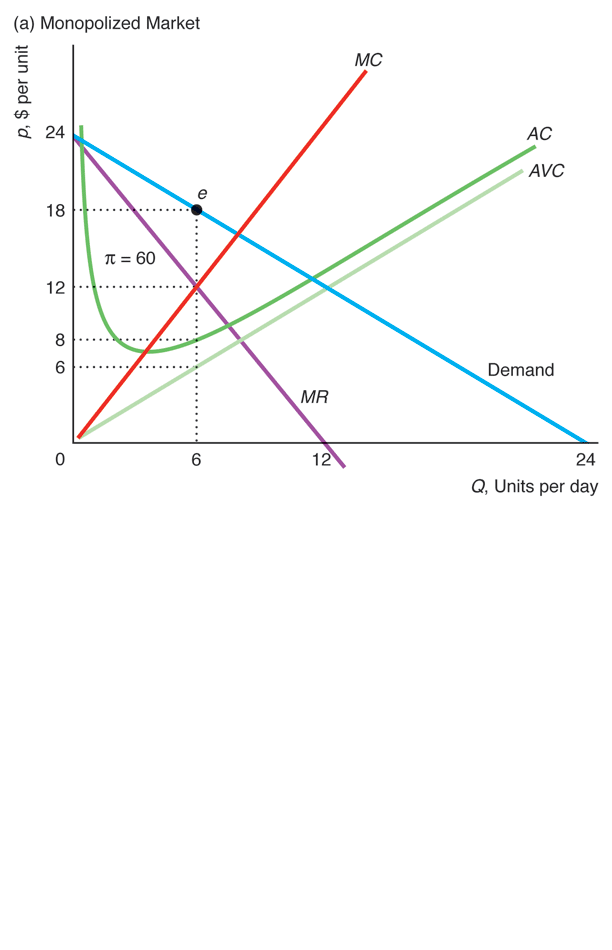 (a) Monopolized Market
p, $ per unit
MC
24
AC
AVC
e
18
π = 60
12
8
6
Demand
MR
0
6
12
24
Q, Units per day